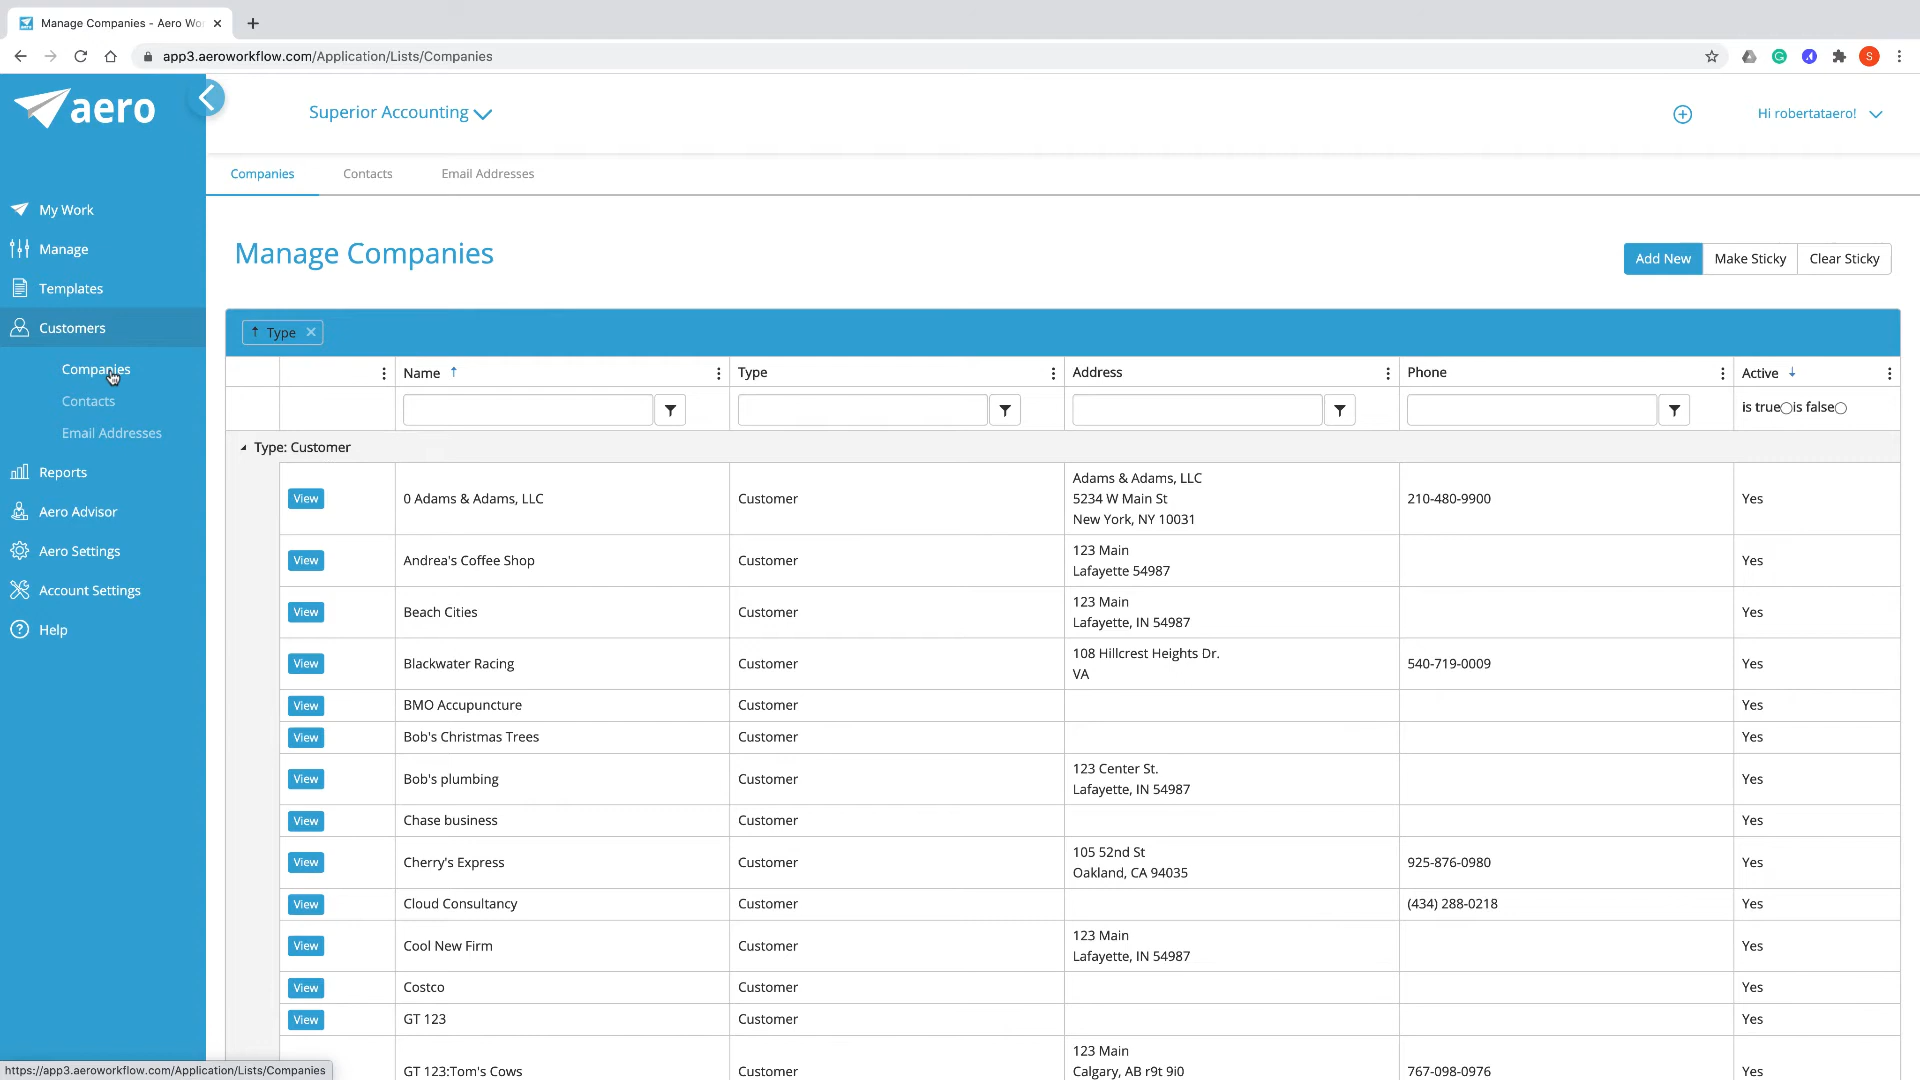 Manage Companies - Aero Wo
app3.aeroworkflow.com/Application/Lists/Companies
S
aero
Superior Accounting
Hi robertataero!
Companies
Contacts
Email Addresses
My Work
Manage
Templates
Customers
Companies
Contacts
Email Addresses
Reports
Aero Advisor
Aero Settings
Account Settings
Help
Manage Companies
Add New
Make Sticky
Clear Sticky
↑ Type ×
Name ↑
Type
Address
Phone
Active ↓
is true
is false
Type: Customer
View
0 Adams & Adams, LLC
Customer
Adams & Adams, LLC
5234 W Main St
New York, NY 10031
210-480-9900
Yes
View
Andrea's Coffee Shop
Customer
123 Main
Lafayette 54987
Yes
View
Beach Cities
Customer
123 Main
Lafayette, IN 54987
Yes
View
Blackwater Racing
Customer
108 Hillcrest Heights Dr.
VA
540-719-0009
Yes
View
BMO Accupuncture
Customer
Yes
View
Bob's Christmas Trees
Customer
Yes
View
Bob's plumbing
Customer
123 Center St.
Lafayette, IN 54987
Yes
View
Chase business
Customer
Yes
View
Cherry's Express
Customer
105 52nd St
Oakland, CA 94035
925-876-0980
Yes
View
Cloud Consultancy
Customer
(434) 288-0218
Yes
View
Cool New Firm
Customer
123 Main
Lafayette, IN 54987
Yes
View
Costco
Customer
Yes
View
GT 123
Customer
Yes
GT 123:Tom's Cows
Customer
123 Main
Calgary, AB r9t 9i0
767-098-0976
Yes
https://app3.aeroworkflow.com/Application/Lists/Companies